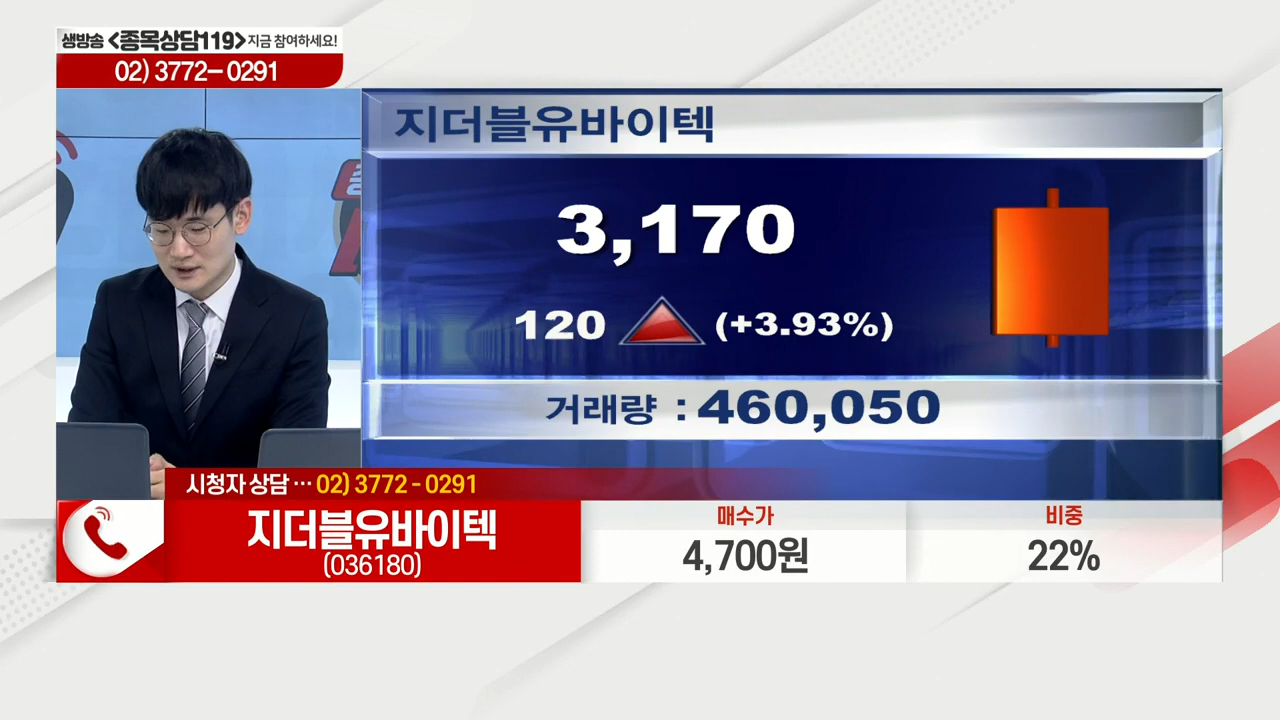 생방송 <종목상담119> 지금 참여하세요!
02) 3772-0291
지더블유바이텍
3,170
120 (+3.93%)
거래량 : 460,050
시청자 상담 … 02) 3772-0291
지더블유바이텍
(036180)
매수가
4,700원
비중
22%